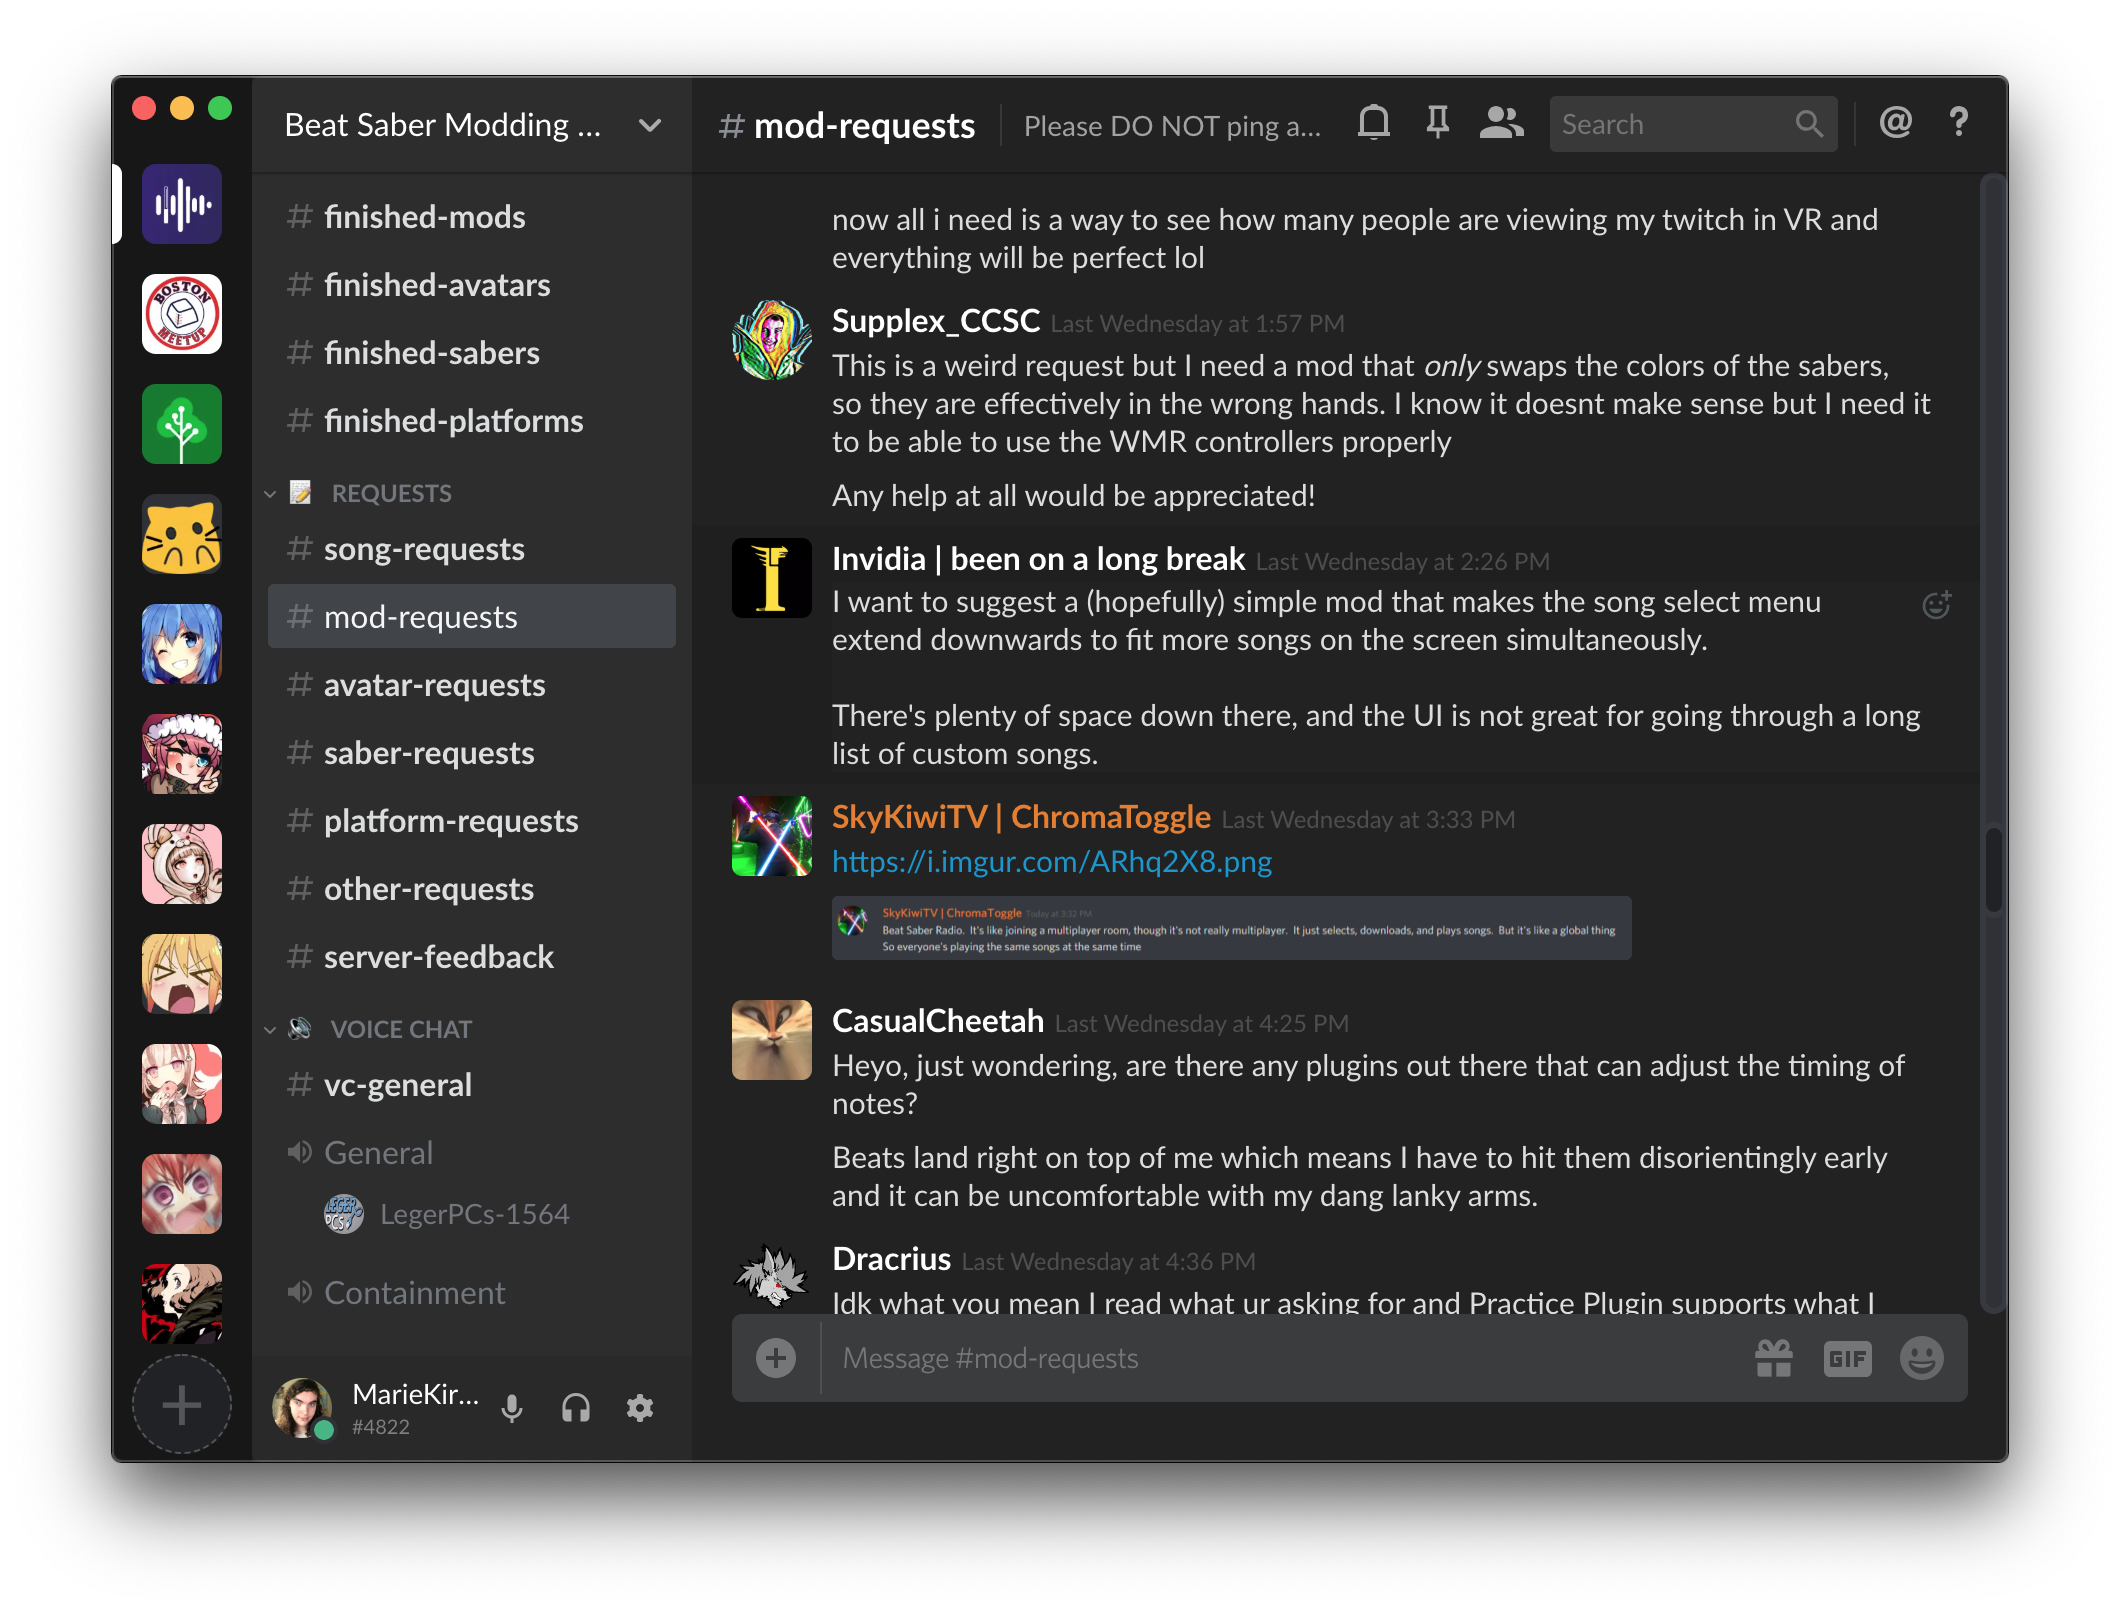 Beat Saber Modding ...
BOSTON
MEETUP
# finished-mods
# finished-avatars
# finished-sabers
# finished-platforms
REQUESTS
# song-requests
# mod-requests
# avatar-requests
# saber-requests
# platform-requests
# other-requests
# server-feedback
VOICE CHAT
# vc-general
General
LEGER
PCS
LegerPCs-1564
Containment
MarieKir...
#4822
# mod-requests
Please DO NOT ping a...
Search
now all i need is a way to see how many people are viewing my twitch in VR and
everything will be perfect lol
Supplex_CCSC Last Wednesday at 1:57 PM
This is a weird request but I need a mod that only swaps the colors of the sabers,
so they are effectively in the wrong hands. I know it doesnt make sense but I need it
to be able to use the WMR controllers properly
Any help at all would be appreciated!
Invidia | been on a long break Last Wednesday at 2:26 PM
I want to suggest a (hopefully) simple mod that makes the song select menu
extend downwards to fit more songs on the screen simultaneously.
There's plenty of space down there, and the UI is not great for going through a long
list of custom songs.
SkyKiwiTV | ChromaToggle Last Wednesday at 3:33 PM
https://i.imgur.com/ARhq2X8.png
SkyKiwiTV | ChromaToggle Today at 3:32 PM
Beat Saber Radio. It's like joining a multiplayer room, though it's not really multiplayer. It just selects, downloads, and plays songs. But it's like a global thing
So everyone's playing the same songs at the same time
CasualCheetah Last Wednesday at 4:25 PM
Heyo, just wondering, are there any plugins out there that can adjust the timing of
notes?
Beats land right on top of me which means I have to hit them disorientingly early
and it can be uncomfortable with my dang lanky arms.
Dracrius Last Wednesday at 4:36 PM
Idk what you mean I read what ur asking for and Practice Plugin supports what I
Message #mod-requests
GIF